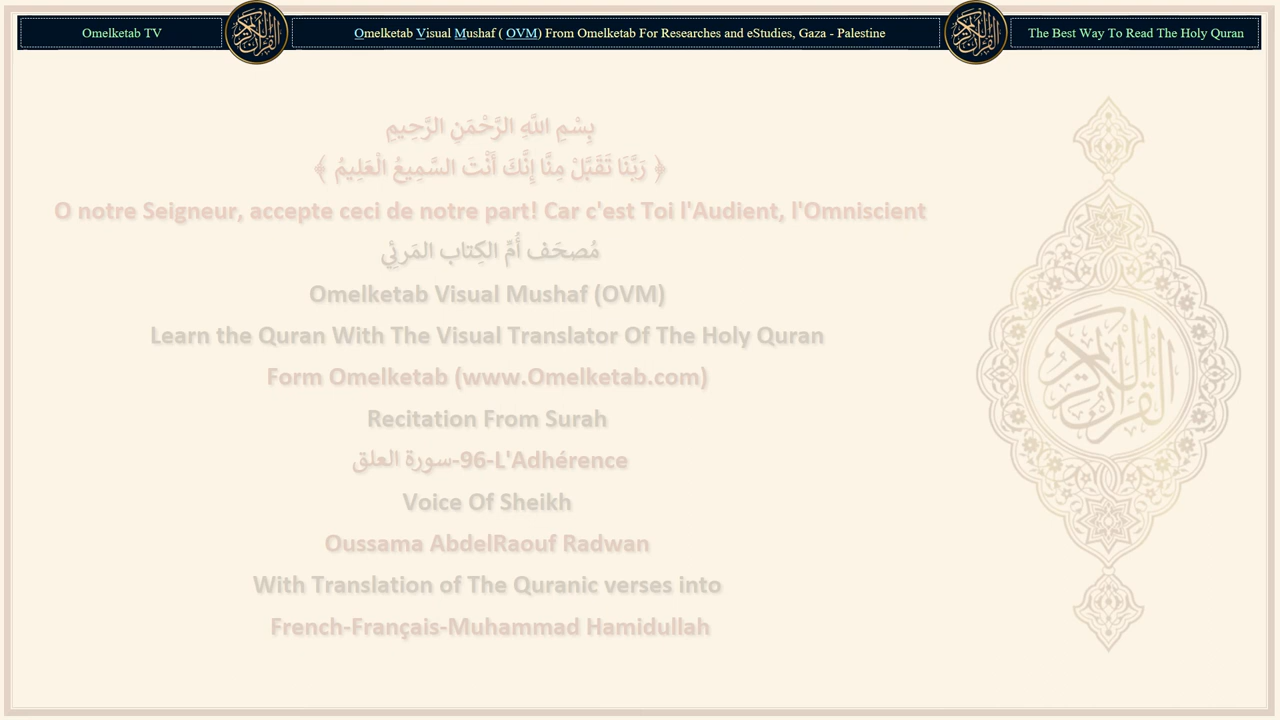 Omelketab TV
Omelketab Visual Mushaf ( OVM) From Omelketab For Researches and eStudies, Gaza - Palestine
The Best Way To Read The Holy Quran
بِسْمِ اللَّهِ الرَّحْمَنِ الرَّحِيمِ
﴿ رَبَّنَا تَقَبَّلْ مِنَّا إِنَّكَ أَنْتَ السَّمِيعُ الْعَلِيمُ ﴾
O notre Seigneur, accepte ceci de notre part! Car c'est Toi l'Audient, l'Omniscient
مُصحَف أُمِّ الكِتاب المَرئِي
Omelketab Visual Mushaf (OVM)
Learn the Quran With The Visual Translator Of The Holy Quran
Form Omelketab (www.Omelketab.com)
Recitation From Surah
سورة العلق-96-L'Adhérence
Voice Of Sheikh
Oussama AbdelRaouf Radwan
With Translation of The Quranic verses into
French-Français-Muhammad Hamidullah
القرآن الكريم